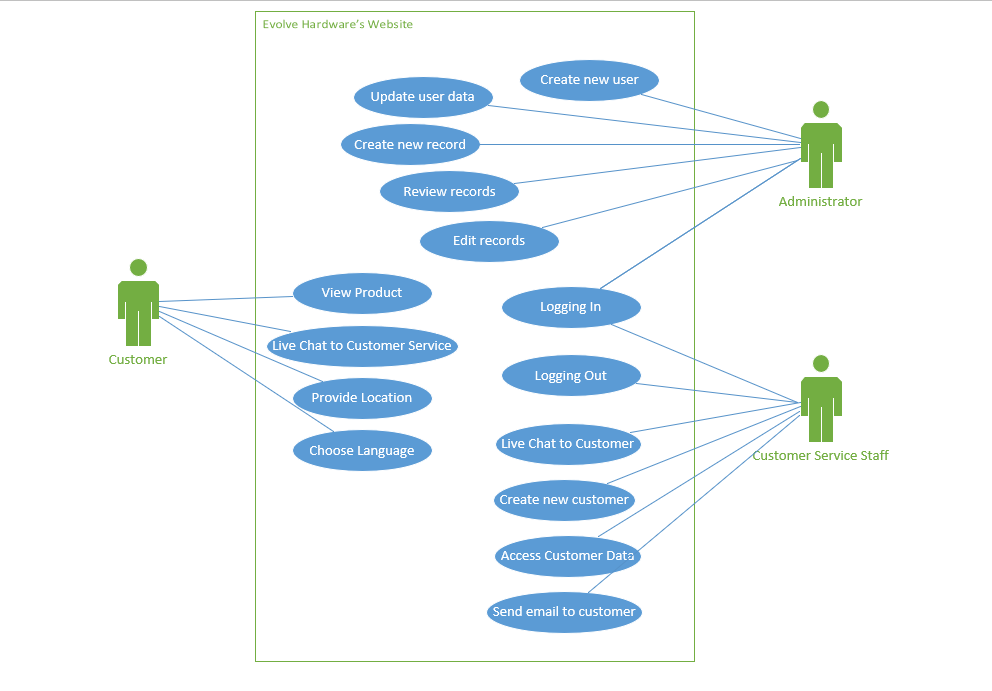 Evolve Hardware's Website
Create new user
Update user data
Create new record
Review records
Administrator
Edit records
View Product
Logging In
Live Chat to Customer Service
Customer
Logging Out
Provide Location
Live Chat to Customer
Choose Language
Customer Service Staff
Create new customer
Access Customer Data
Send email to customer